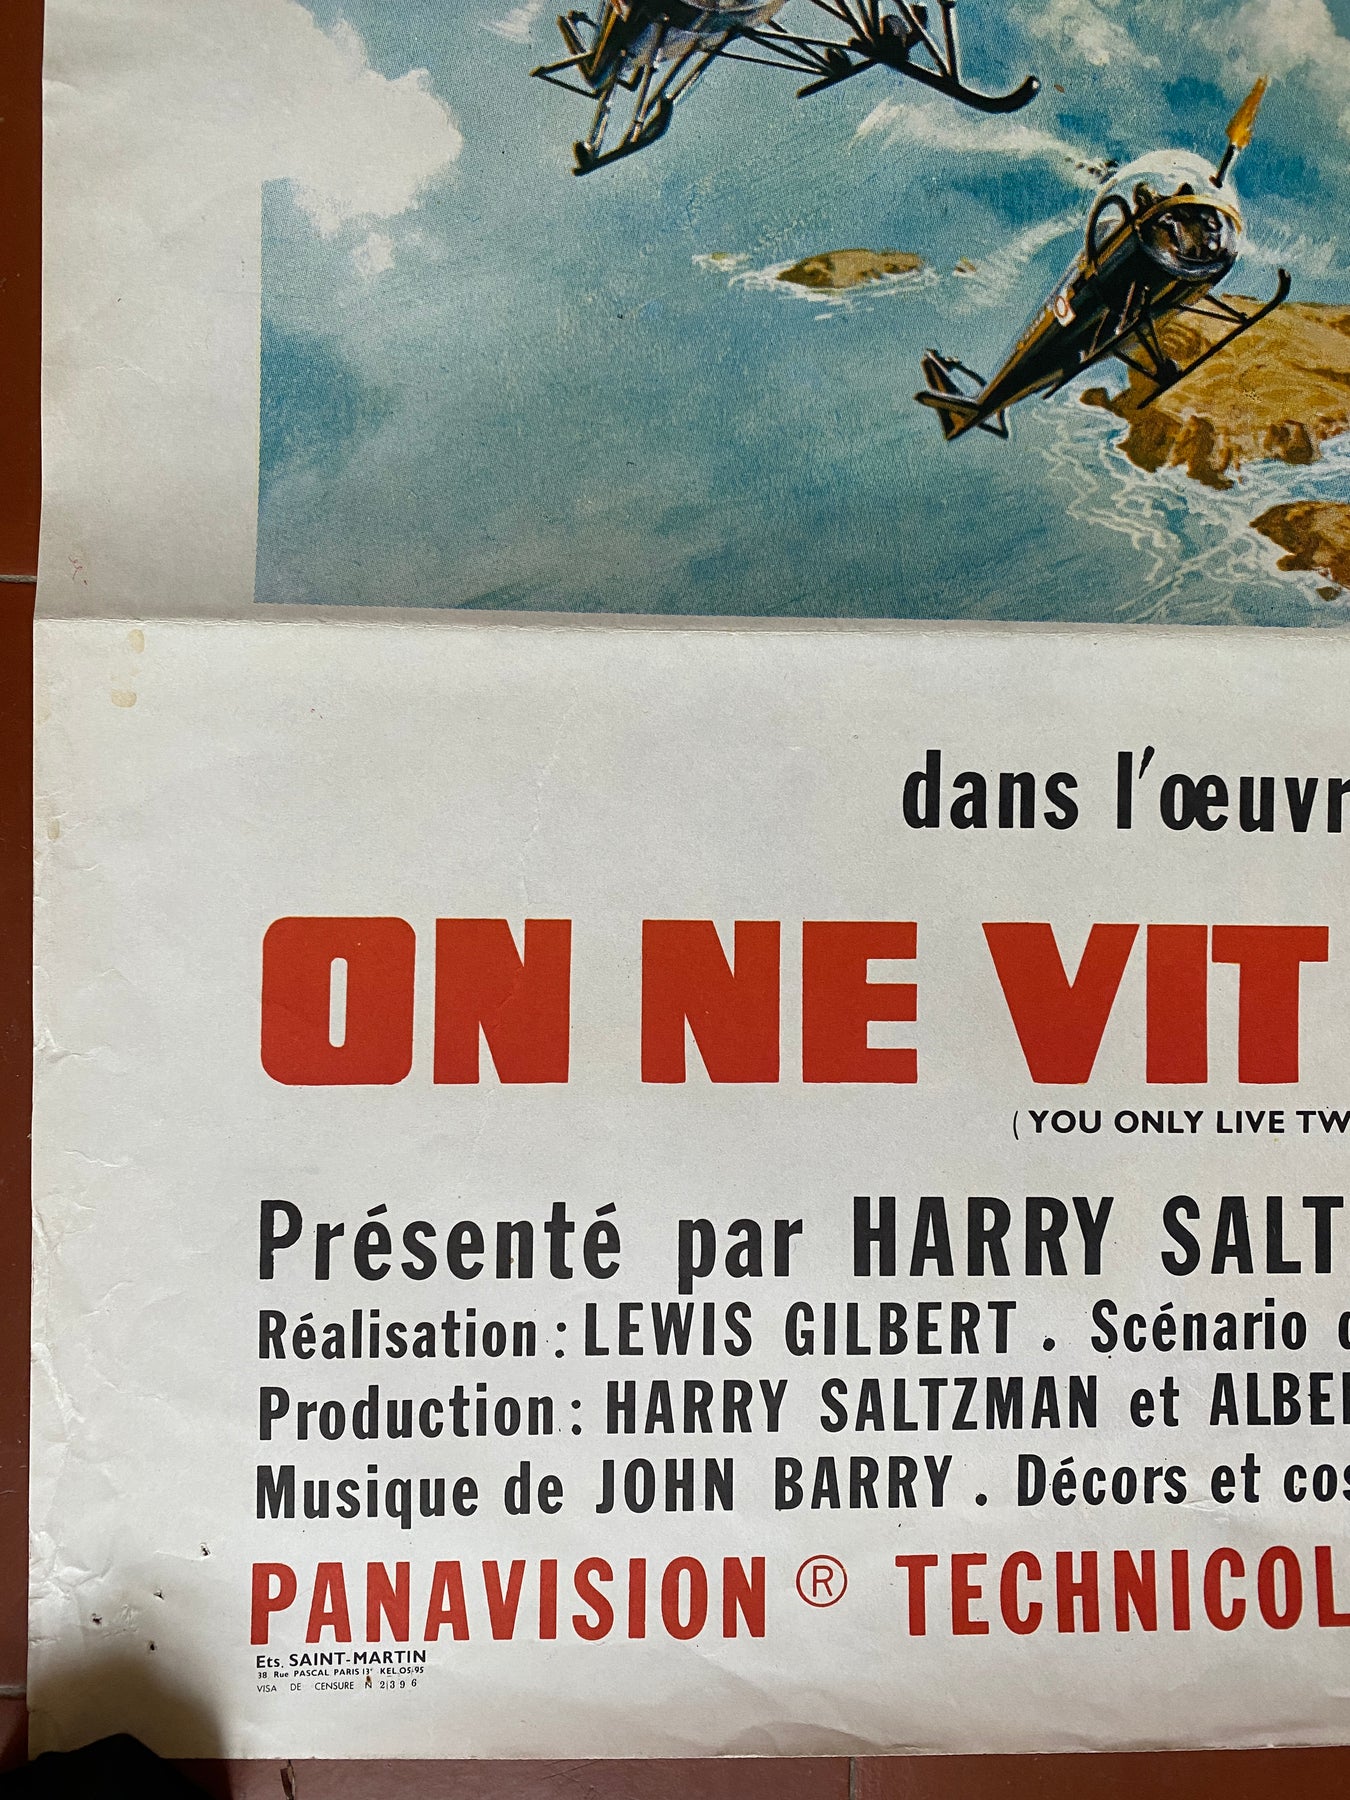 dans l'œuvr
ON NE VIT
(YOU ONLY LIVE TW
Présenté par HARRY SALT
Réalisation : LEWIS GILBERT . Scénario d
Production : HARRY SALTZMAN et ALBER
Musique de JOHN BARRY . Décors et cos
PANAVISION ® TECHNICOL
Ets. SAINT-MARTIN
38 Rue PASCAL PARIS 13e KEL.05-95
VISA DE CENSURE N 21396